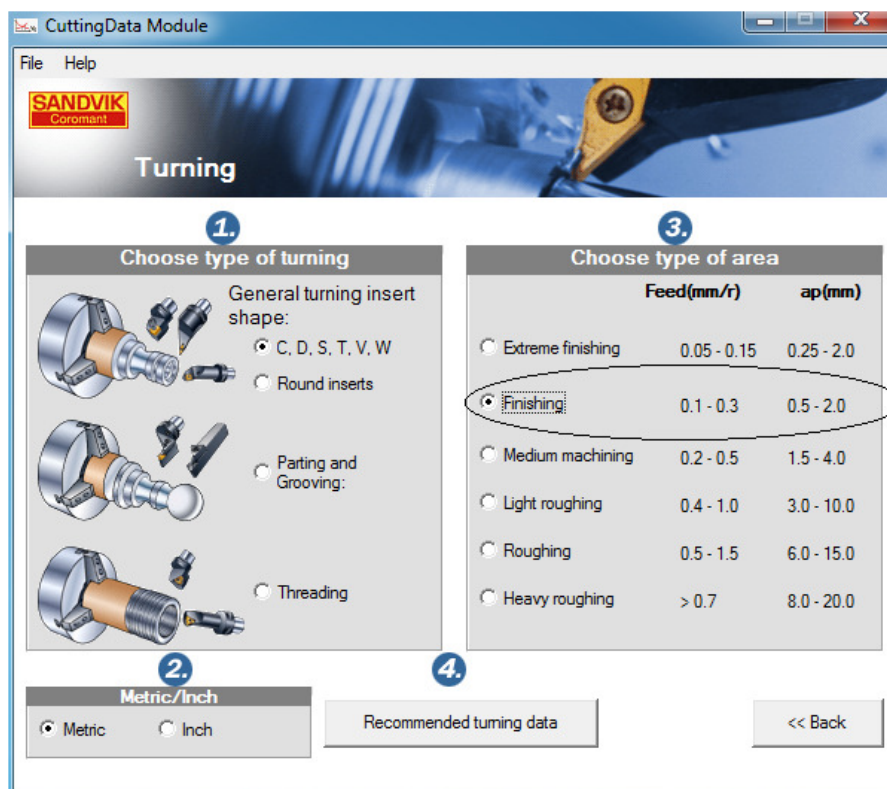 CuttingData Module
File Help
SANDVIK
Coromant
Turning
1.
Choose type of turning
General turning insert
shape:
C, D, S, T, V, W
Round inserts
Parting and
Grooving:
Threading
2.
Metric/Inch
Metric Inch
3.
Choose type of area
Feed(mm/r) ap(mm)
Extreme finishing 0.05 - 0.15 0.25 - 2.0
Finishing 0.1 - 0.3 0.5 - 2.0
Medium machining 0.2 - 0.5 1.5 - 4.0
Light roughing 0.4 - 1.0 3.0 - 10.0
Roughing 0.5 - 1.5 6.0 - 15.0
Heavy roughing > 0.7 8.0 - 20.0
4.
Recommended turning data
<< Back